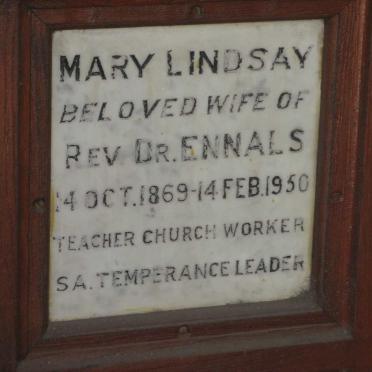 MARY LINDSAY
BELOVED WIFE OF
REV DR. ENNALS
14 OCT. 1869-14 FEB. 1950
TEACHER CHURCH WORKER
S.A. TEMPERANCE LEADER